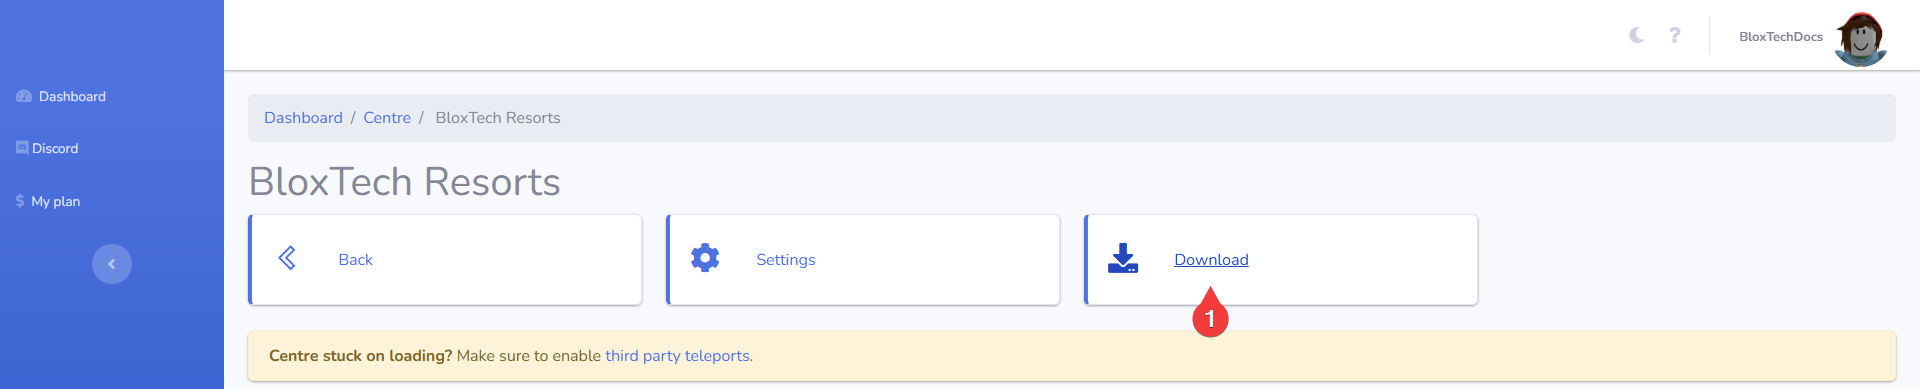 BloxTechDocs
Dashboard
Discord
My plan
Dashboard / Centre / BloxTech Resorts
BloxTech Resorts
Back
Settings
Download
1
Centre stuck on loading? Make sure to enable third party teleports.